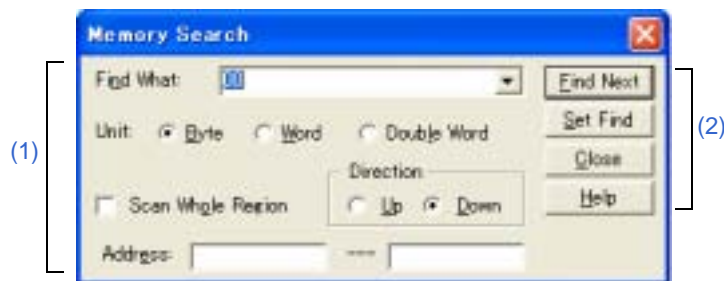 Memory Search
Find What: 00 Find Next
Unit: Byte Word Double Word Set Find
(1) (2)
Direction Close
Scan Whole Region Up Down Help
Address: ---